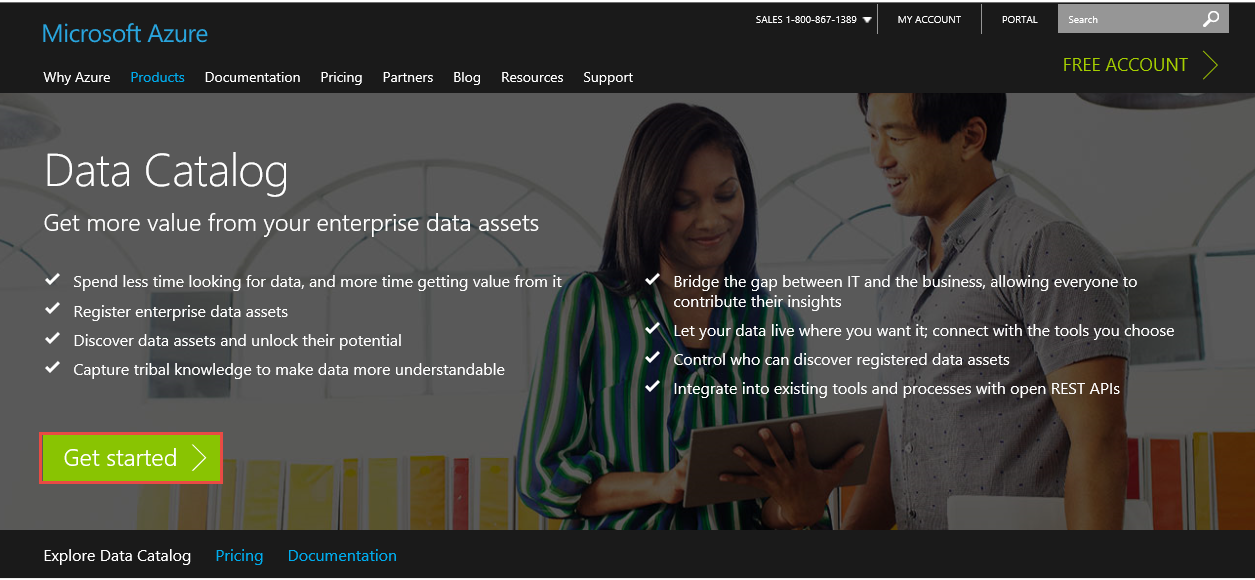 SALES 1-800-867-1389
MY ACCOUNT
PORTAL
Search
Microsoft Azure
FREE ACCOUNT
Why Azure Products Documentation Pricing Partners Blog Resources Support
Data Catalog
Get more value from your enterprise data assets
Spend less time looking for data, and more time getting value from it
Register enterprise data assets
Discover data assets and unlock their potential
Capture tribal knowledge to make data more understandable
Bridge the gap between IT and the business, allowing everyone to
contribute their insights
Let your data live where you want it; connect with the tools you choose
Control who can discover registered data assets
Integrate into existing tools and processes with open REST APIs
Get started
Explore Data Catalog Pricing Documentation